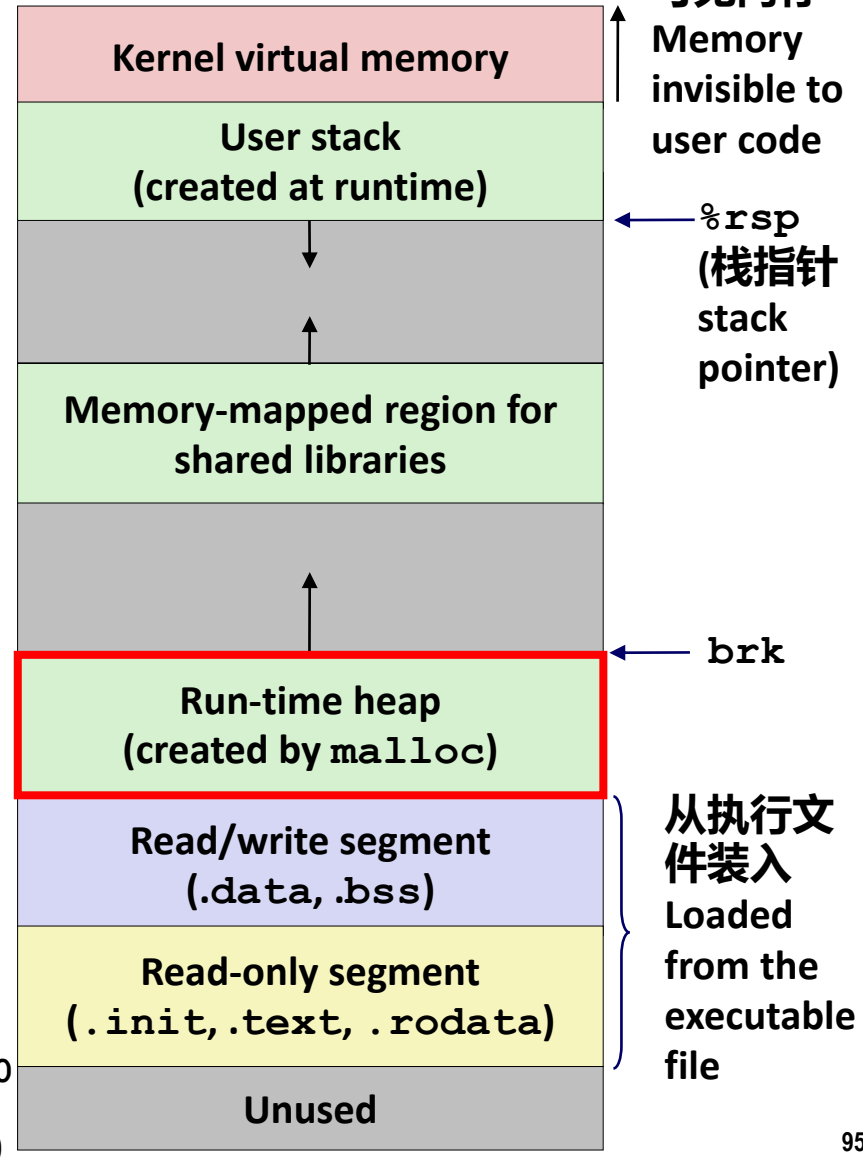 Memory
invisible to
user code
Kernel virtual memory
User stack
(created at runtime)
%rsp
(栈指针
stack
pointer)
Memory-mapped region for
shared libraries
brk
Run-time heap
(created by malloc)
从执行文
件装入
Loaded
from the
executable
file
Read/write segment
(.data, .bss)
Read-only segment
(.init, .text, .rodata)
Unused
95